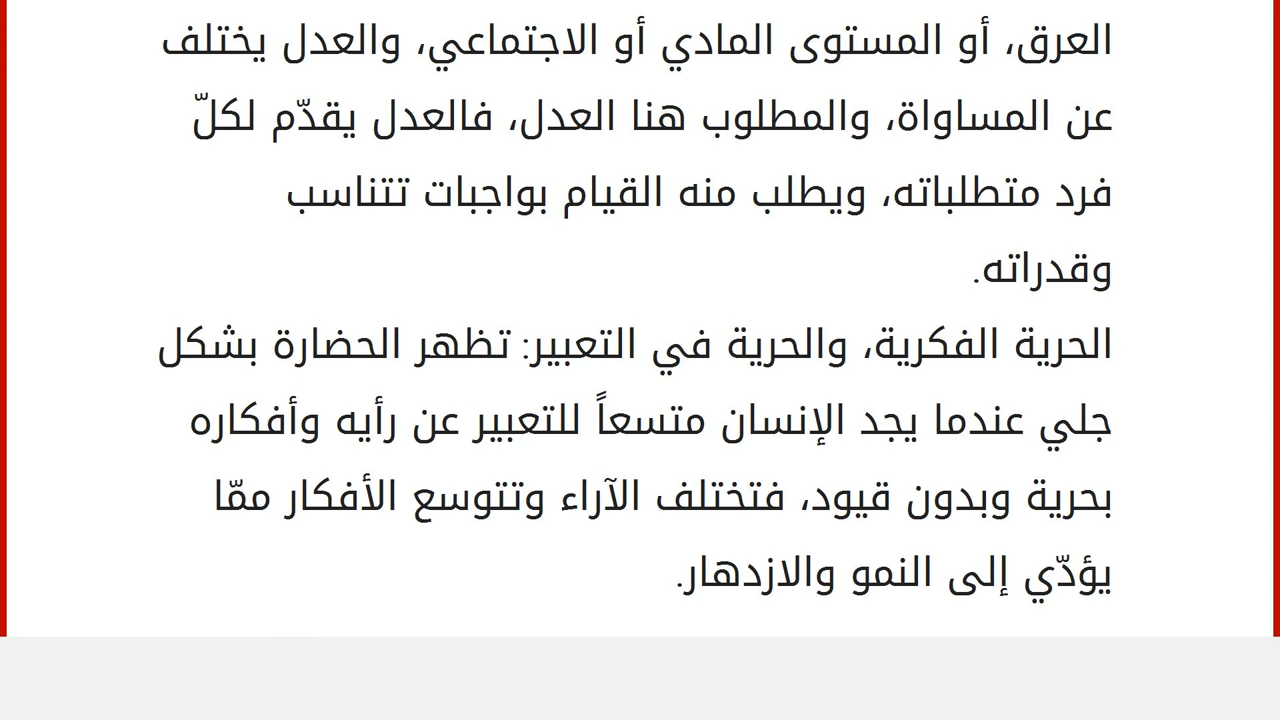 العرق، أو المستوى المادي أو الاجتماعي، والعدل يختلف
عن المساواة، والمطلوب هنا العدل، فالعدل يقدّم لكلّ
فرد متطلباته، ويطلب منه القيام بواجبات تتناسب
وقدراته.
الحرية الفكرية، والحرية في التعبير: تظهر الحضارة بشكل
جلي عندما يجد الإنسان متسعاً للتعبير عن رأيه وأفكاره
بحرية وبدون قيود، فتختلف الآراء وتتوسع الأفكار ممّا
يؤدّي إلى النمو والازدهار.